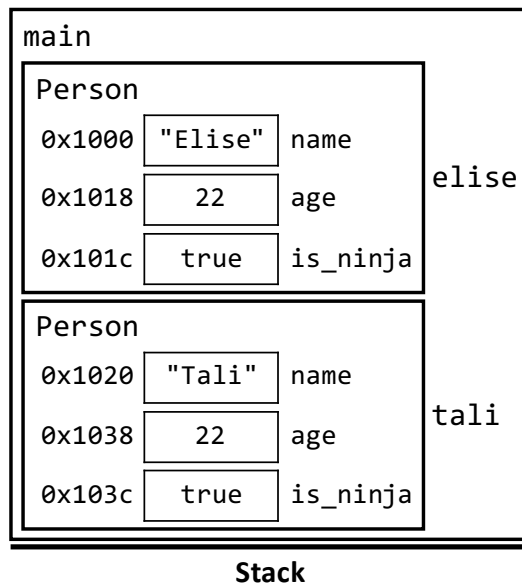 main
Person
0x1000 "Elise" name
0x1018 22 age
0x101c true is_ninja
elise
Person
0x1020 "Tali" name
0x1038 22 age
0x103c true is_ninja
tali
Stack